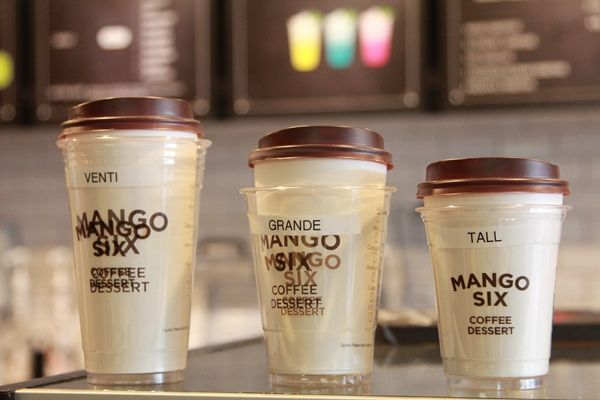 VENTI
MANGO
SIX
COFFEE
DESSERT
GRANDE
MANGO
SIX
COFFEE
DESSERT
TALL
MANGO
SIX
COFFEE
DESSERT